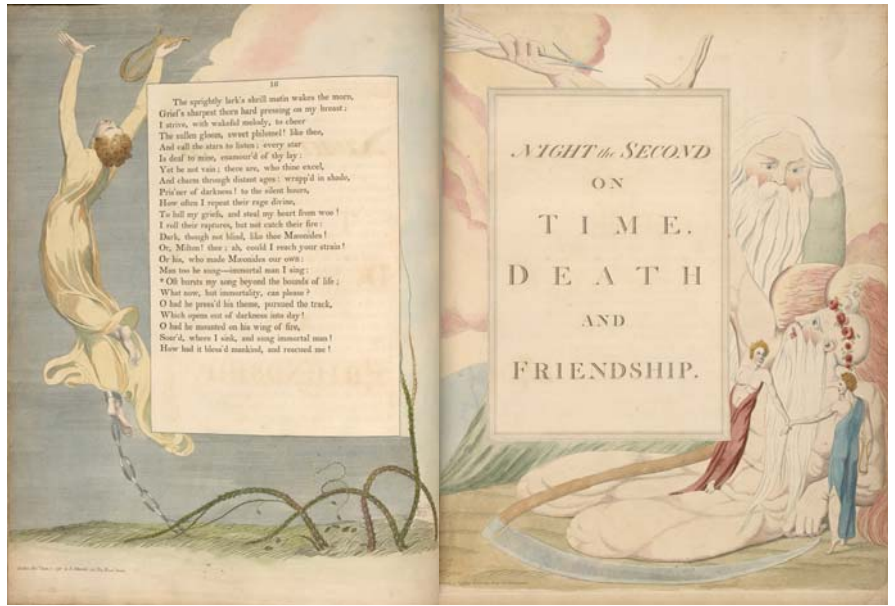 16
The sprightly lark's shrill matin wakes the morn,
Grief's sharpest thorn hard pressing on my breast;
I strive, with wakeful melody, to cheer
The sullen gloom, sweet philomel! like thee,
And call the stars to listen: every star
Is deaf to mine, enamour'd of thy lay:
Yet be not vain; there are, who thine excel,
And charm through distant ages: wrapp'd in shade,
Pris'ner of darkness! to the silent hours,
How often I repeat their rage divine,
To lull my griefs, and steal my heart from woe!
I roll their raptures, but not catch their fire:
Dark, though not blind, like thee Mæonides!
Or, Milton! thee; ah, could I reach your strain!
Or his, who made Mæonides our own:
Man too he sung—immortal man I sing:
* Oft bursts my song beyond the bounds of life;
What now, but immortality, can please?
O had he press'd his theme, pursued the track,
Which opens out of darkness into day!
O had he mounted on his wing of fire,
Soar'd, where I sink, and sung immortal man!
How had it bless'd mankind, and rescued me!
NIGHT the SECOND
ON
TIME.
DEATH
AND
FRIENDSHIP.